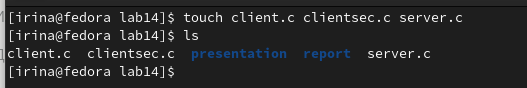 [irina@fedora lab14]$ touch client.c clientsec.c server.c
[irina@fedora lab14]$ ls
client.c  clientsec.c  presentation  report  server.c
[irina@fedora lab14]$